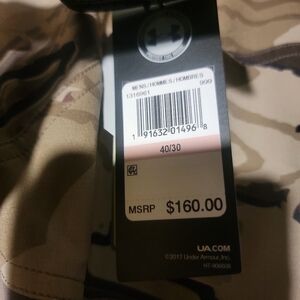 MENS/HOMMES/HOMBRES
1316961 999
1 91632 01496 8
40/30
MSRP $160.00
UA.COM
©2017 Under Armour, Inc.